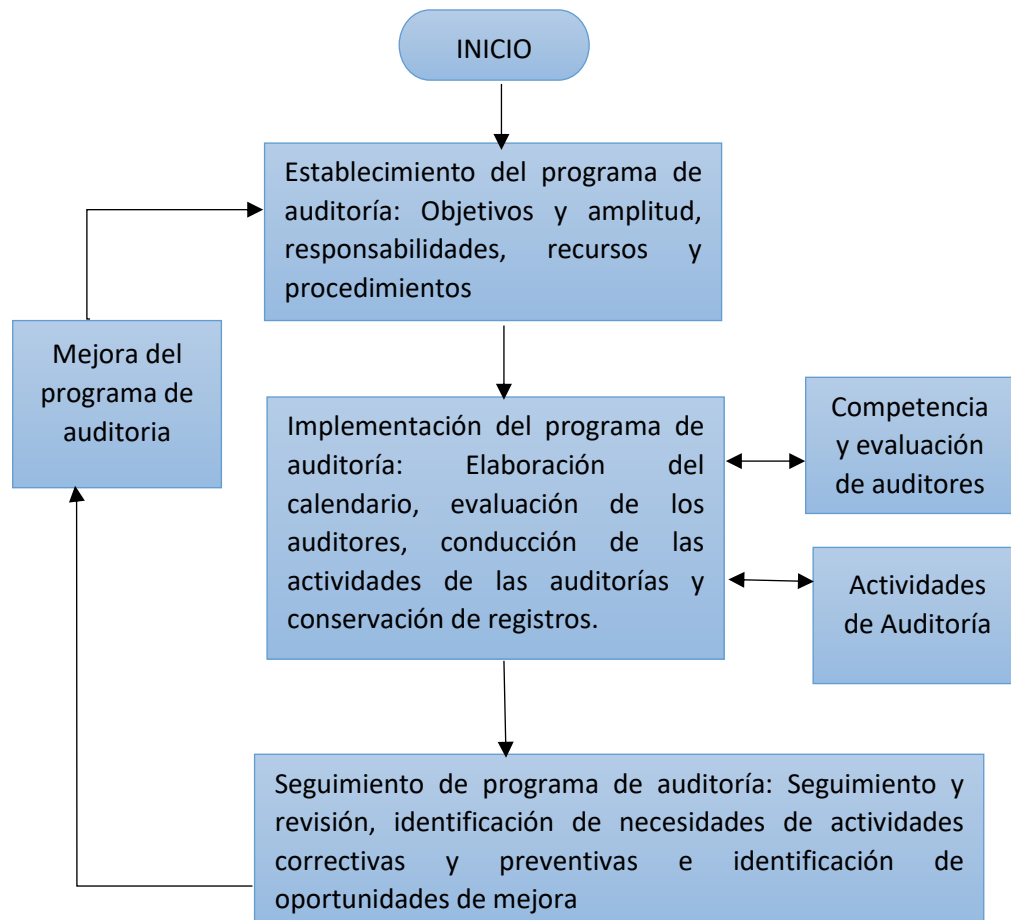 INICIO
Establecimiento del programa de
auditoría: Objetivos y amplitud,
responsabilidades, recursos y
procedimientos
Mejora del
programa de
auditoria
Implementación del programa de
auditoría: Elaboración del
calendario, evaluación de los
auditores, conducción de las
actividades de las auditorías y
conservación de registros.
Competencia
y evaluación
de auditores
Actividades
de Auditoría
Seguimiento de programa de auditoría: Seguimiento y
revisión, identificación de necesidades de actividades
correctivas y preventivas e identificación de
oportunidades de mejora